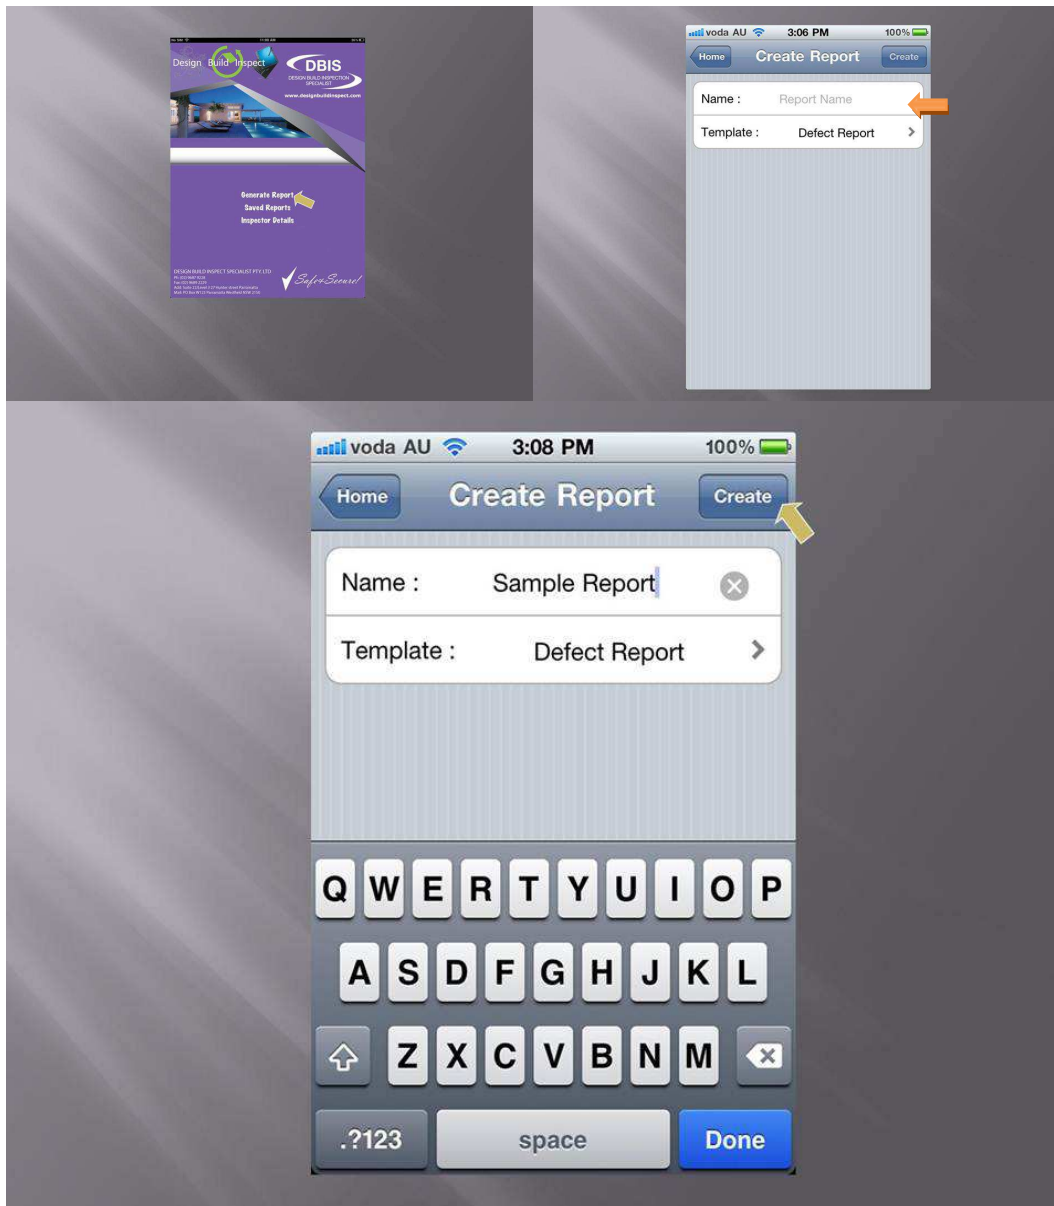 Design Build Inspect
DBIS
DESIGN BUILD INSPECTION
SPECIALIST
www.designbuildinspect.com
Generate Report
Saved Reports
Inspector Details
DESIGN BUILD INSPECT SPECIALIST PTY. LTD
Safe & Secure!
voda AU 3:06 PM 100%
Home Create Report Create
Name : Report Name
Template : Defect Report
voda AU 3:08 PM 100%
Home Create Report Create
Name : Sample Report
Template : Defect Report
Q W E R T Y U I O P
A S D F G H J K L
Z X C V B N M
.?123 space Done